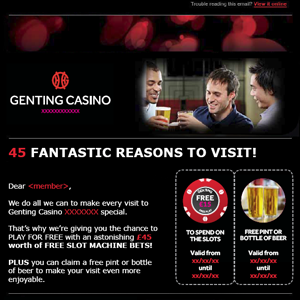 Trouble reading this email? View it online
GENTING CASINO
XXXXXXXXXXXX
45 FANTASTIC REASONS TO VISIT!
Dear <member>,
We do all we can to make every visit to
Genting Casino XXXXXXX special.
That's why we're giving you the chance to
PLAY FOR FREE with an astonishing £45
worth of FREE SLOT MACHINE BETS!
PLUS you can claim a free pint or bottle
of beer to make your visit even more
enjoyable.
FREE
£15
TO SPEND ON
THE SLOTS
Valid from
xx/xx/xx
until
xx/xx/xx
FREE PINT OR
BOTTLE OF BEER
Valid from
xx/xx/xx
until
xx/xx/xx